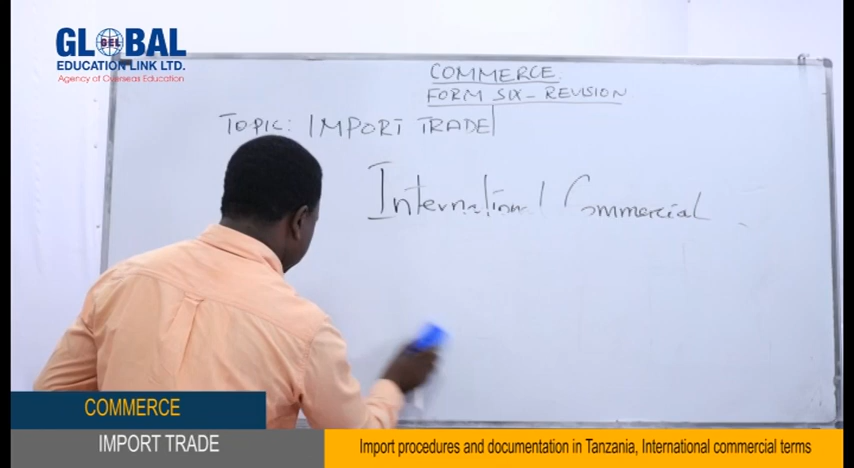 GLOBAL
GEL
EDUCATION LINK LTD.
Agency of Overseas Education
COMMERCE
FORM SIX - REVISION
TOPIC: IMPORT TRADE
International Commercial
COMMERCE
IMPORT TRADE
Import procedures and documentation in Tanzania, International commercial terms